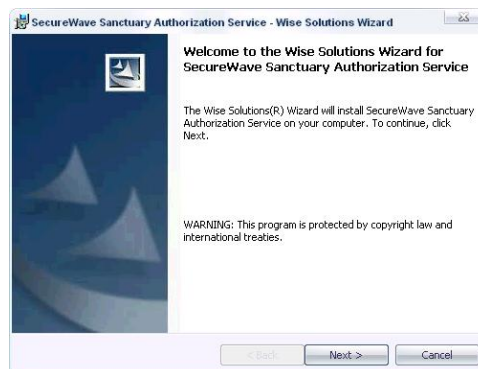 SecureWave Sanctuary Authorization Service - Wise Solutions Wizard
Welcome to the Wise Solutions Wizard for
SecureWave Sanctuary Authorization Service
The Wise Solutions(R) Wizard will install SecureWave Sanctuary
Authorization Service on your computer. To continue, click
Next.
WARNING: This program is protected by copyright law and
international treaties.
< Back
Next >
Cancel